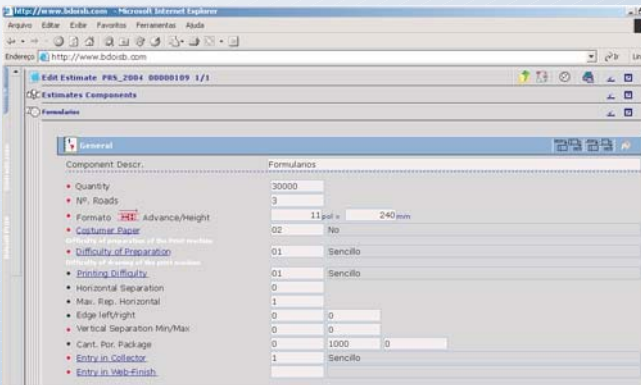 http://www.bdoisb.com - Microsoft Internet Explorer
Arquivo Editar Exibir Favoritos Ferramentas Ajuda
Endereço http://www.bdoisb.com Ir Lin
Edit Estimate PRS_2004 00000109 1/1
Estimates Components
Formularios
General
Component Descr. Formularios
Quantity 30000
Nº. Roads 3
Formato Advance/Height 11 pol x 240 mm
Costumer Paper 02 No
Difficulty of preparation of the Print machine
Difficulty of Preparation 01 Sencillo
Printing Difficulty 01 Sencillo
Horizontal Separation 0
Max. Rep. Horizontal 1
Edge left/right 0 0
Vertical Separation Min/Max 0 0
Cant. Por. Package 0 1000 0
Entry in Collector 1 Sencillo
Entry in Web-Finish